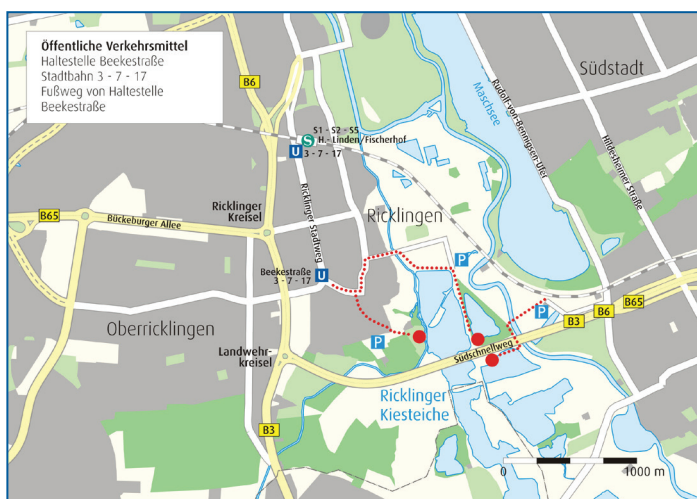 Öffentliche Verkehrsmittel
Haltestelle Beekestraße
Stadtbahn 3 - 7 - 17
Fußweg von Haltestelle
Beekestraße
B6
Südstadt
Maschsee
Rudolf-von-Bennigsen-Ufer
Hildesheimer Straße
S1 - S2 - S5
S H.- Linden/Fischerhof
U 3 - 7 - 17
Ricklinger Stadtweg
Ricklinger
Kreisel
Ricklingen
B65
Bückeburger Allee
Beekestraße
3 - 7 - 17
U
P
Oberricklingen
P
P
B3
B6
B65
Landwehr-
kreisel
Südschnellweg
Ricklinger
Kiesteiche
B3
0
1000 m